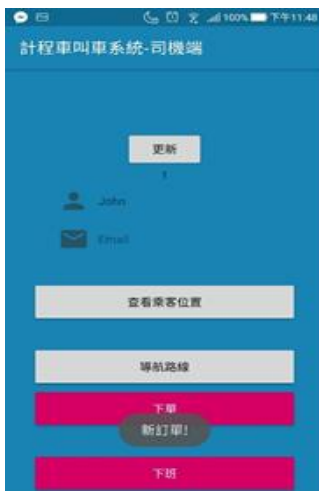 100% 下午11:48
計程車叫車系統-司機端
更新
1
John
Email
查看乘客位置
導航路線
下單
新訂單!
下班